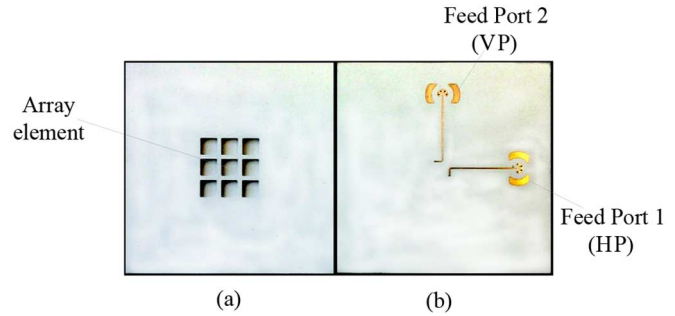 Feed Port 2
(VP)
Array
element
Feed Port 1
(HP)
(a)
(b)